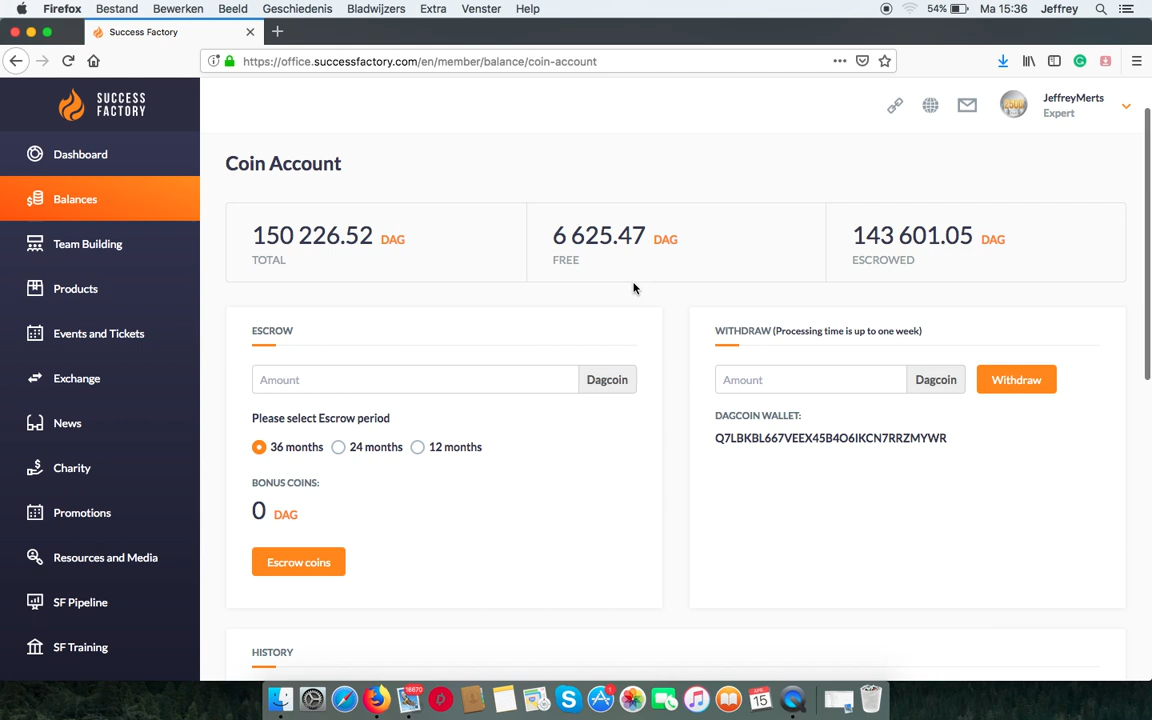 Firefox Bestand Bewerken Beeld Geschiedenis Bladwijzers Extra Venster Help 54% Ma 15:36 Jeffrey
Success Factory
https://office.successfactory.com/en/member/balance/coin-account
SUCCESS
FACTORY
JeffreyMerts
Expert
Dashboard
Balances
Team Building
Products
Events and Tickets
Exchange
News
Charity
Promotions
Resources and Media
SF Pipeline
SF Training
Coin Account
150 226.52 DAG
TOTAL
6 625.47 DAG
FREE
143 601.05 DAG
ESCROWED
ESCROW
Amount Dagcoin
Please select Escrow period
36 months 24 months 12 months
BONUS COINS:
0 DAG
Escrow coins
WITHDRAW (Processing time is up to one week)
Amount Dagcoin Withdraw
DAGCOIN WALLET:
Q7LBKBL667VEEX45B4O6IKCN7RRZMYWR
HISTORY
16670
1
15